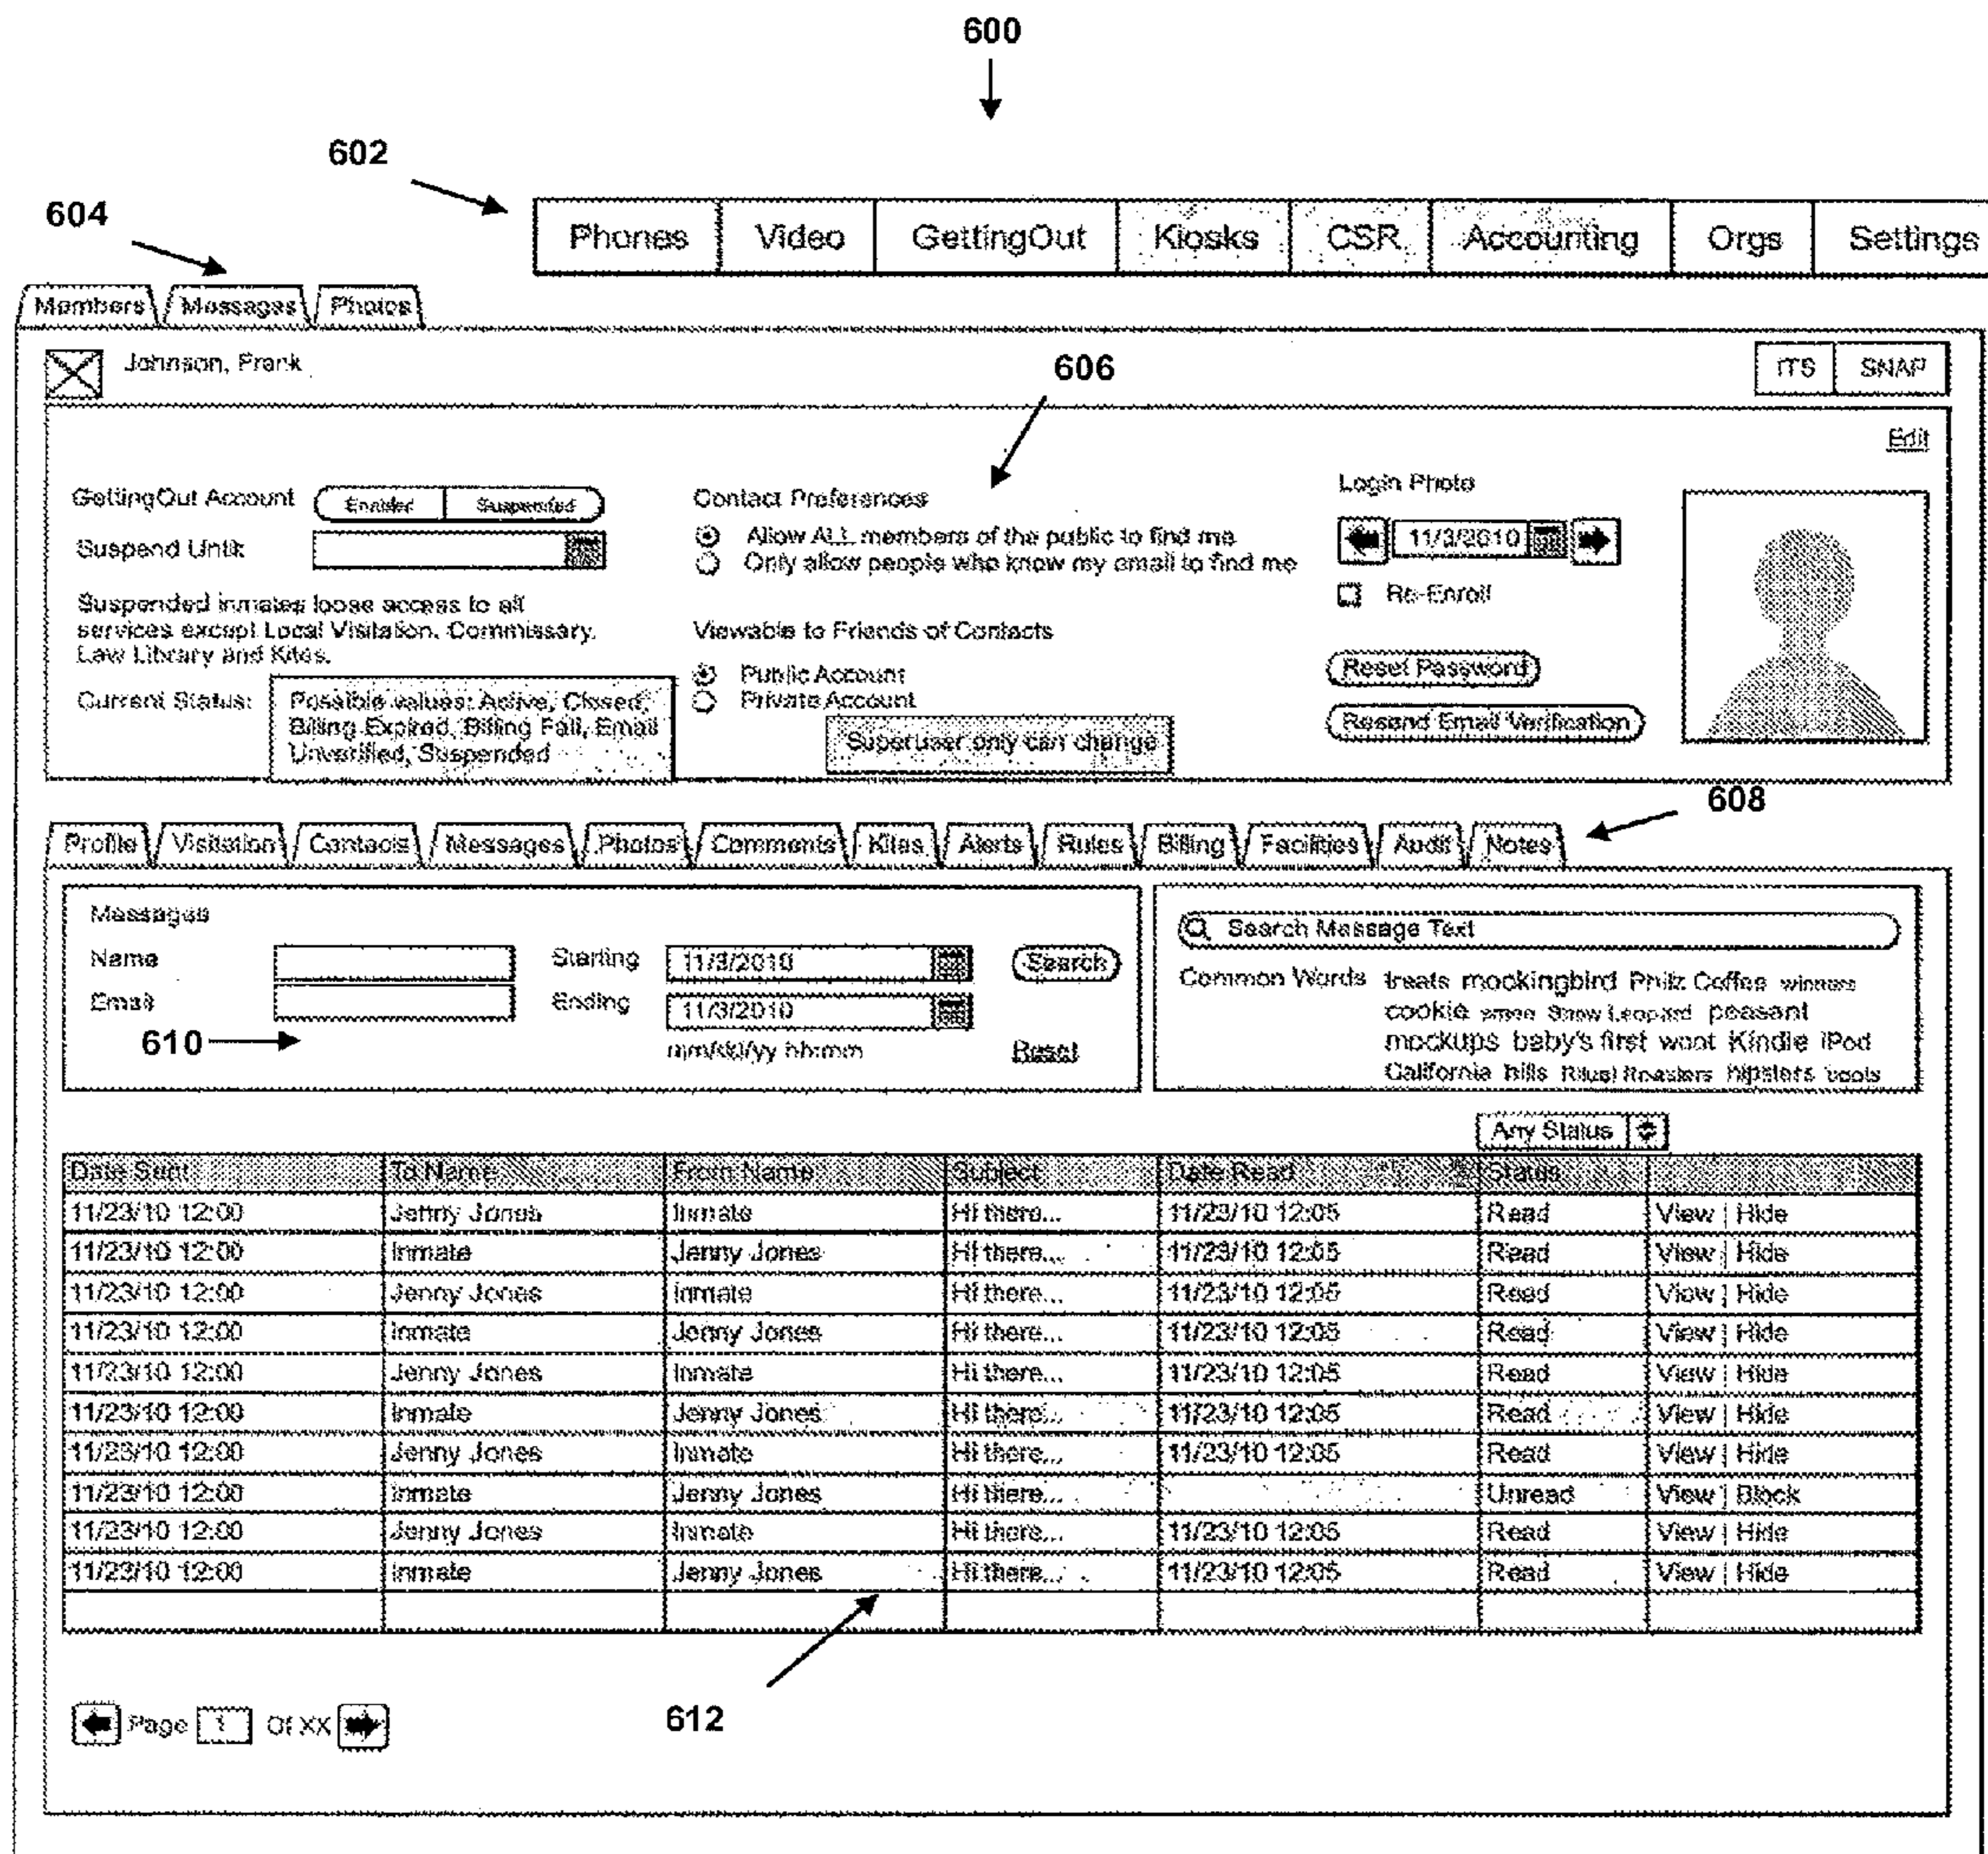 600
602
604
Phones Video GettingOut Kiosks CSR Accounting Orgs Settings
Members Messages Photos
Johnson, Frank
ITS SNAP
606
Edit
GettingOut Account Enabled Suspended
Suspend Until:
Suspended inmates loose access to all
services except Local Visitation, Commissary,
Law Library and Kites.
Current Status:
Possible values: Active, Closed,
Billing Expired, Billing Fail, Email
Unverified, Suspended
Contact Preferences
Allow ALL members of the public to find me
Only allow people who know my email to find me
Viewable to Friends of Contacts
Public Account
Private Account
Superuser only can change
Login Photo
11/3/2010
Re-Enroll
Reset Password
Resend Email Verification
608
Profile Visitation Contacts Messages Photos Comments Kites Alerts Rules Billing Facilities Audit Notes
Messages
Name Starting 11/3/2010 Search
Email Ending 11/3/2010
610
mm/dd/yy hh:mm Reset
Search Message Text
Common Words treats mockingbird Philz Coffee winners
cookie Snow Leopard peasant
mockups baby's first woot Kindle iPod
California hills Ritual Roasters hipsters tools
Any Status
Date Sent To Name From Name Subject Date Read Status
11/23/10 12:00 Jenny Jones Inmate Hi there... 11/23/10 12:05 Read View | Hide
11/23/10 12:00 Inmate Jenny Jones Hi there... 11/23/10 12:05 Read View | Hide
11/23/10 12:00 Jenny Jones Inmate Hi there... 11/23/10 12:05 Read View | Hide
11/23/10 12:00 Inmate Jenny Jones Hi there... 11/23/10 12:05 Read View | Hide
11/23/10 12:00 Jenny Jones Inmate Hi there... 11/23/10 12:05 Read View | Hide
11/23/10 12:00 Inmate Jenny Jones Hi there... 11/23/10 12:05 Read View | Hide
11/23/10 12:00 Jenny Jones Inmate Hi there... 11/23/10 12:05 Read View | Hide
11/23/10 12:00 Inmate Jenny Jones Hi there... Unread View | Block
11/23/10 12:00 Jenny Jones Inmate Hi there... 11/23/10 12:05 Read View | Hide
11/23/10 12:00 Inmate Jenny Jones Hi there... 11/23/10 12:05 Read View | Hide
612
Page 1 Of XX